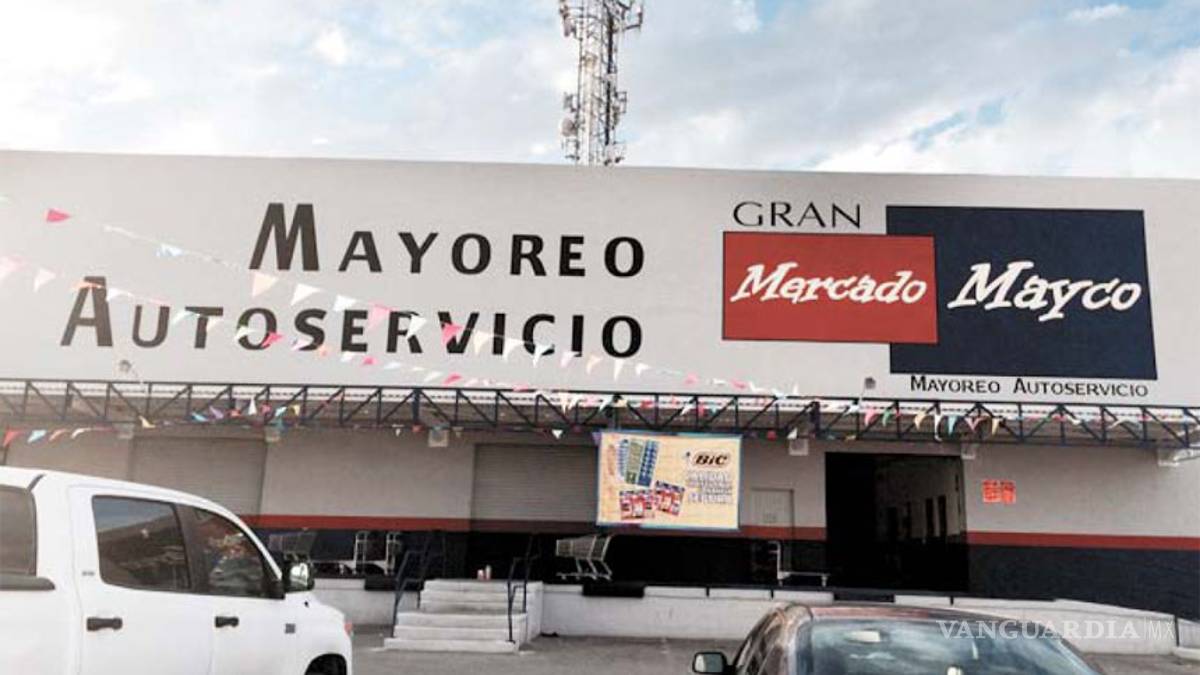 MAYOREO
AUTOSERVICIO
GRAN
Mercado
Mayco
MAYOREO AUTOSERVICIO
BIC
VANGUARDIA MX